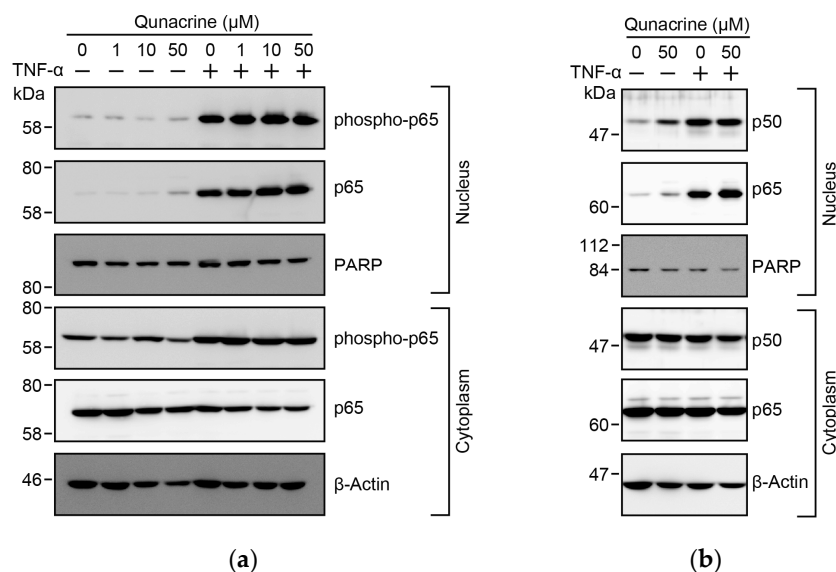 Qunacrine (μM)
0 1 10 50 0 1 10 50
TNF-α − − − − + + + +
kDa
58 phospho-p65
80
58 p65
80 PARP
Nucleus
80
58 phospho-p65
80
58 p65
46 β-Actin
Cytoplasm
(a)
Qunacrine (μM)
0 50 0 50
TNF-α − − + +
kDa
47 p50
60 p65
112
84 PARP
Nucleus
47 p50
60 p65
47 β-Actin
Cytoplasm
(b)